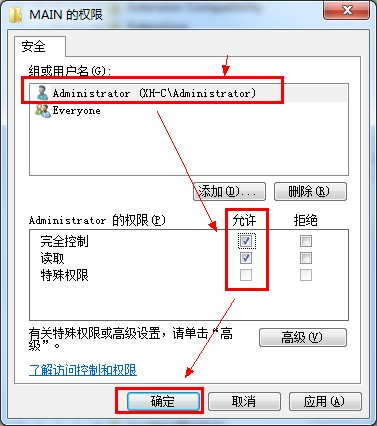 MAIN 的权限
安全
组或用户名(G):
Administrator (XH-C\Administrator)
Everyone
添加(D)... 删除(R)
Administrator 的权限(P) 允许 拒绝
完全控制
读取
特殊权限
有关特殊权限或高级设置，请单击“高
级”。 高级(V)
了解访问控制和权限
确定 取消 应用(A)